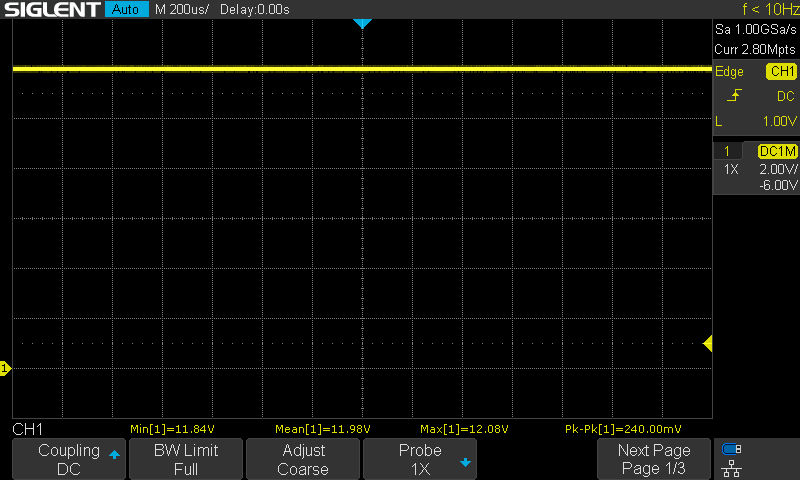 SIGLENT Auto M 200us/ Delay:0.00s f < 10Hz
Sa 1.00GSa/s
Curr 2.80Mpts
Edge CH1
DC
L 1.00V
1 DC1M
1X 2.00V/
-6.00V
1
CH1 Min[1]=11.84V Mean[1]=11.98V Max[1]=12.08V Pk-Pk[1]=240.00mV
Coupling BW Limit Adjust Probe Next Page
DC Full Coarse 1X Page 1/3